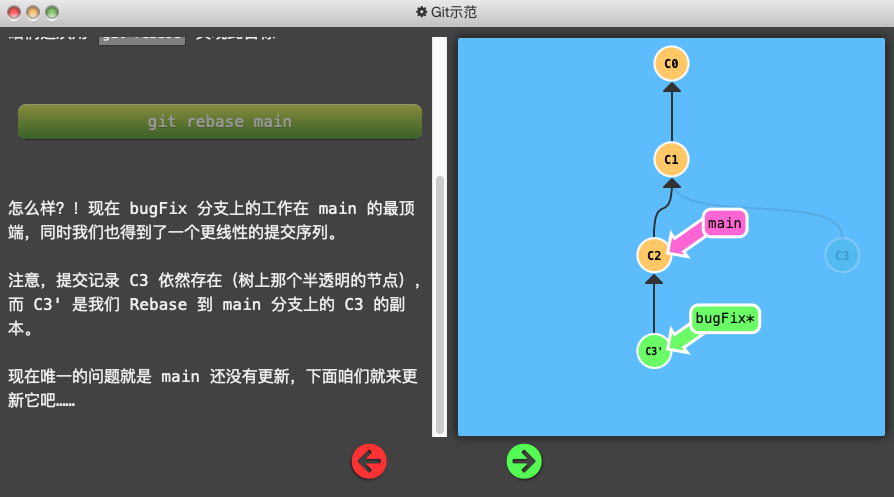 Git示范
git rebase main
怎么样?！现在 bugFix 分支上的工作在 main 的最顶
端，同时我们也得到了一个更线性的提交序列。
注意，提交记录 C3 依然存在（树上那个半透明的节点），
而 C3' 是我们 Rebase 到 main 分支上的 C3 的副
本。
现在唯一的问题就是 main 还没有更新，下面咱们就来更
新它吧……
C0
C1
main
C2
C3
bugFix*
C3'